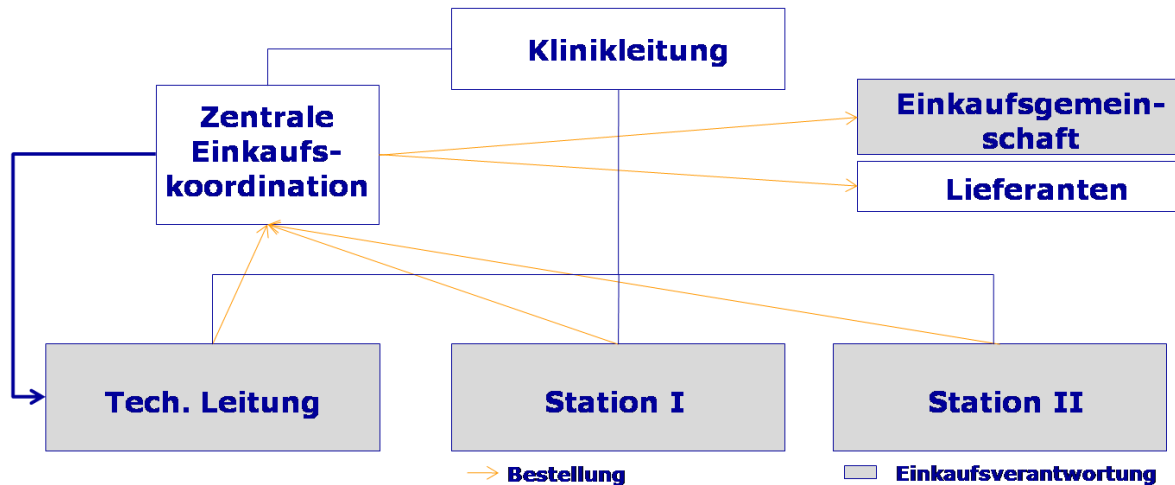 Klinikleitung
Zentrale
Einkaufs-
koordination
Einkaufsgemein-
schaft
Lieferanten
Tech. Leitung
Station I
Station II
Bestellung
Einkaufsverantwortung